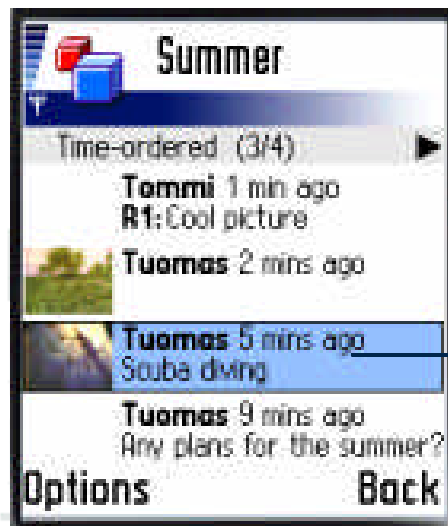 Summer
Time-ordered (3/4)
Tommi 1 min ago
R1: Cool picture
Tuomas 2 mins ago
Tuomas 5 mins ago
Scuba diving
Tuomas 9 mins ago
Any plans for the summer?
Options Back